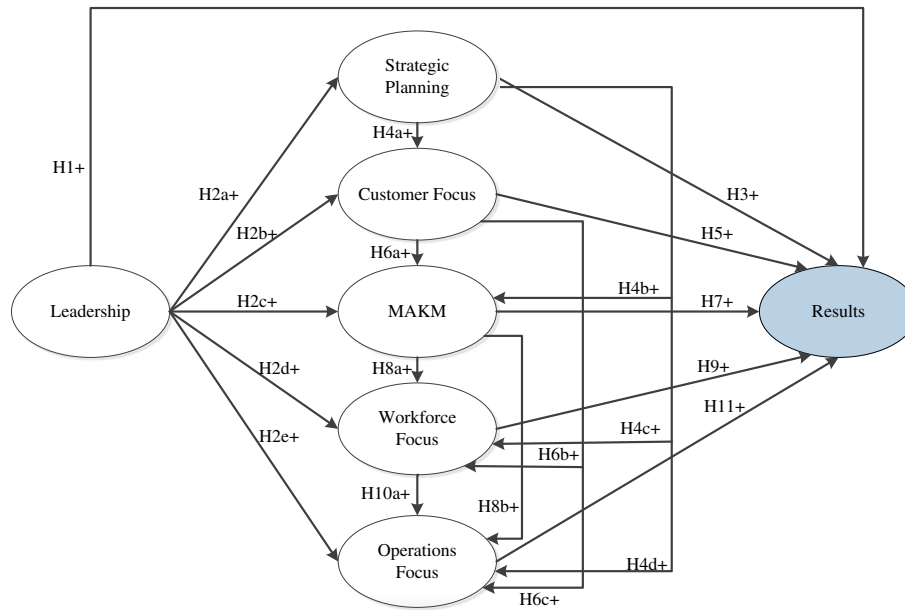 Strategic
Planning
H4a+
H1+
H2a+
H3+
Customer Focus
H2b+
H5+
H6a+
H2c+
H4b+
H7+
Leadership
MAKM
Results
H2d+
H8a+
H9+
H11+
Workforce
Focus
H4c+
H2e+
H6b+
H10a+
H8b+
Operations
Focus
H4d+
H6c+